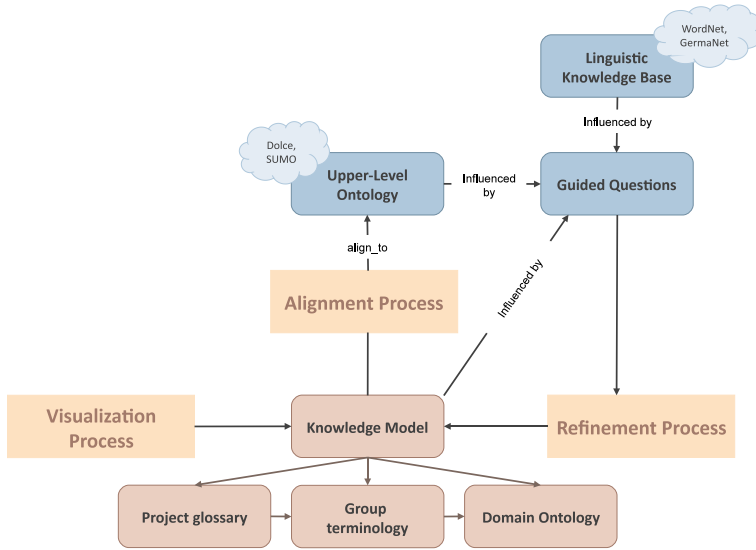 WordNet,
GermaNet
Linguistic
Knowledge Base
Influenced by
Dolce,
SUMO
Upper-Level
Ontology
Influenced
by
Guided Questions
align_to
Influenced by
Alignment Process
Visualization
Process
Knowledge Model
Refinement Process
Project glossary
Group
terminology
Domain Ontology